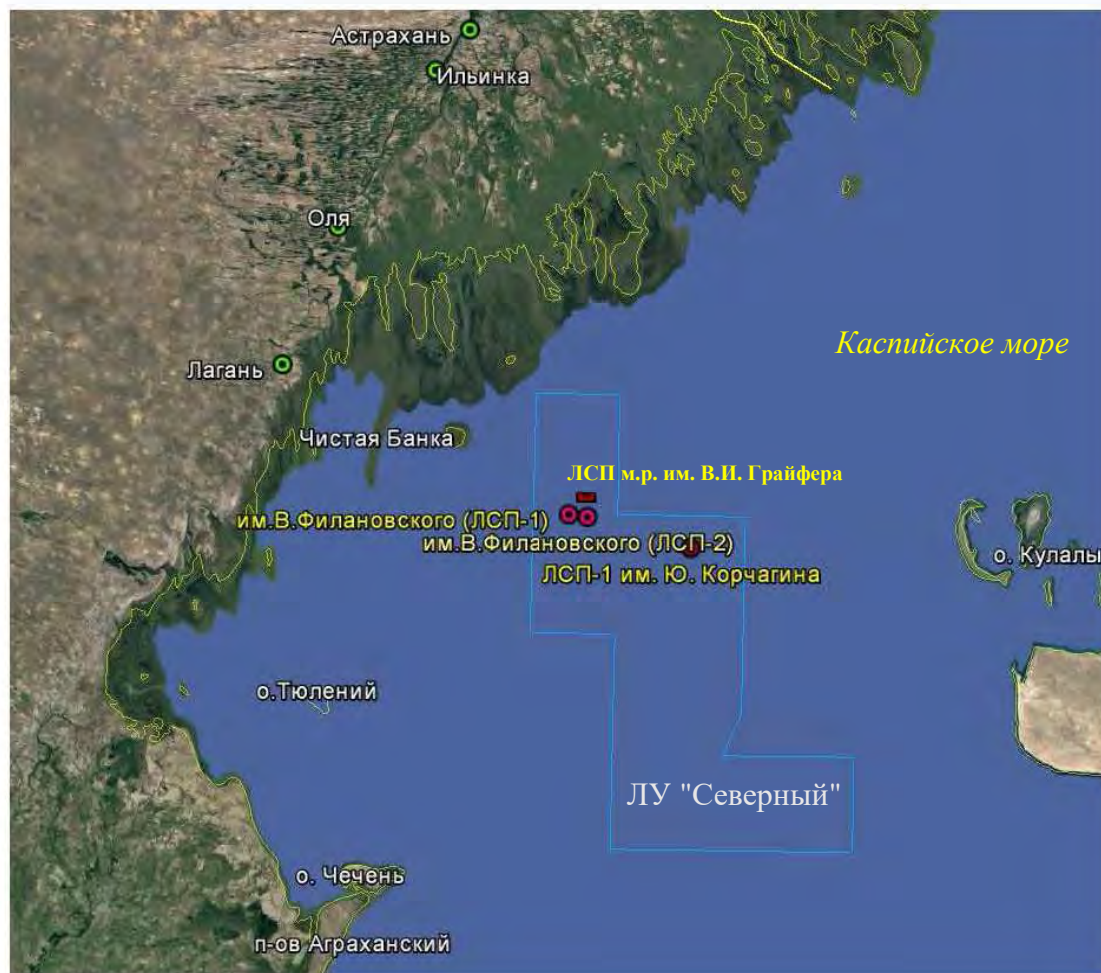 Астрахань
Ильинка
Оля
Каспийское море
Лагань
Чистая Банка
ЛСП м.р. им. В.И. Грайфера
им.В.Филановского (ЛСП-1)
им.В.Филановского (ЛСП-2)
о. Кулалы
ЛСП-1 им. Ю. Корчагина
о.Тюлений
ЛУ "Северный"
о. Чечень
п-ов Аграханский